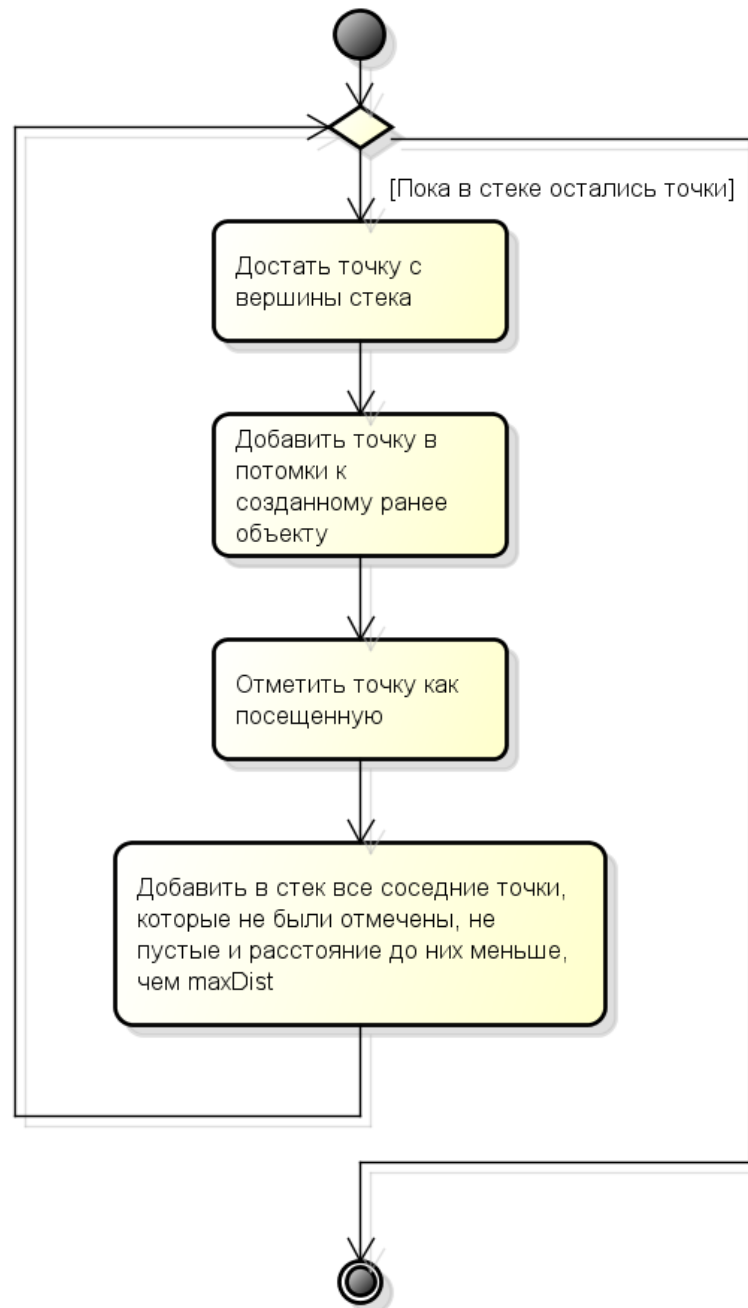 [Пока в стеке остались точки]
Достать точку с
вершины стека
Добавить точку в
потомки к
созданному ранее
объекту
Отметить точку как
посещенную
Добавить в стек все соседние точки,
которые не были отмечены, не
пустые и расстояние до них меньше,
чем maxDist